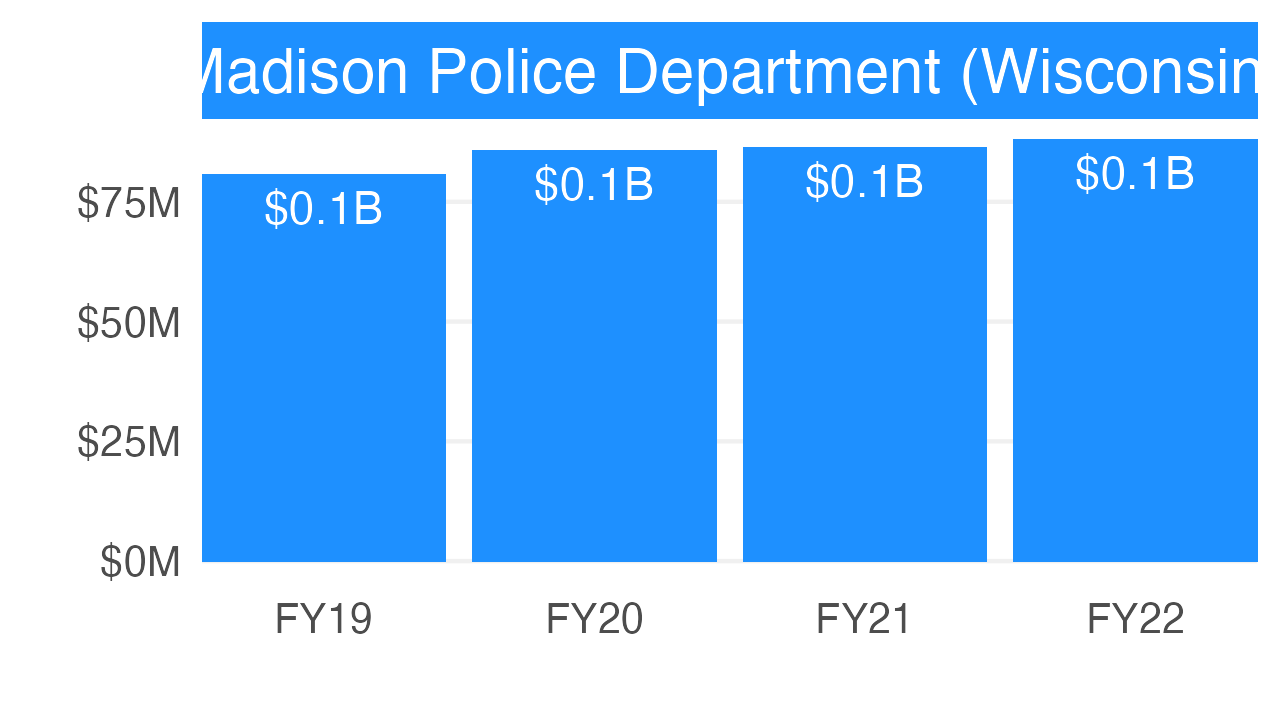 Madison Police Department (Wisconsin
$75M
$50M
$25M
$0M
$0.1B
$0.1B
$0.1B
$0.1B
FY19
FY20
FY21
FY22